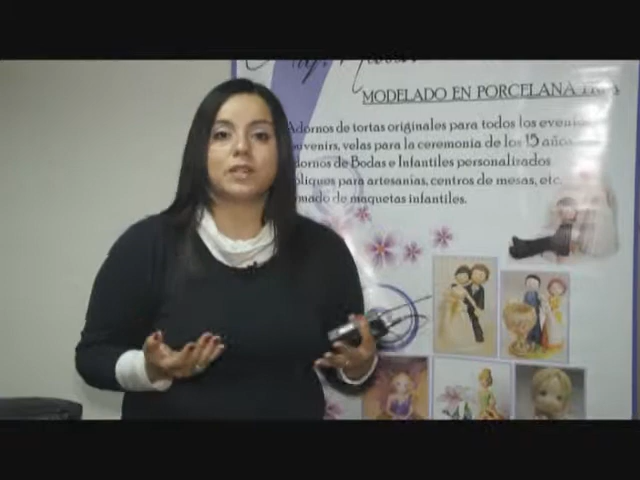 MODELADO EN PORCELANA
Adornos de tortas originales para todos los eventos
souvenirs, velas para la ceremonia de los 15 años
Adornos de Bodas e Infantiles personalizados
para artesanías, centros de mesas, etc.
de maquetas infantiles.